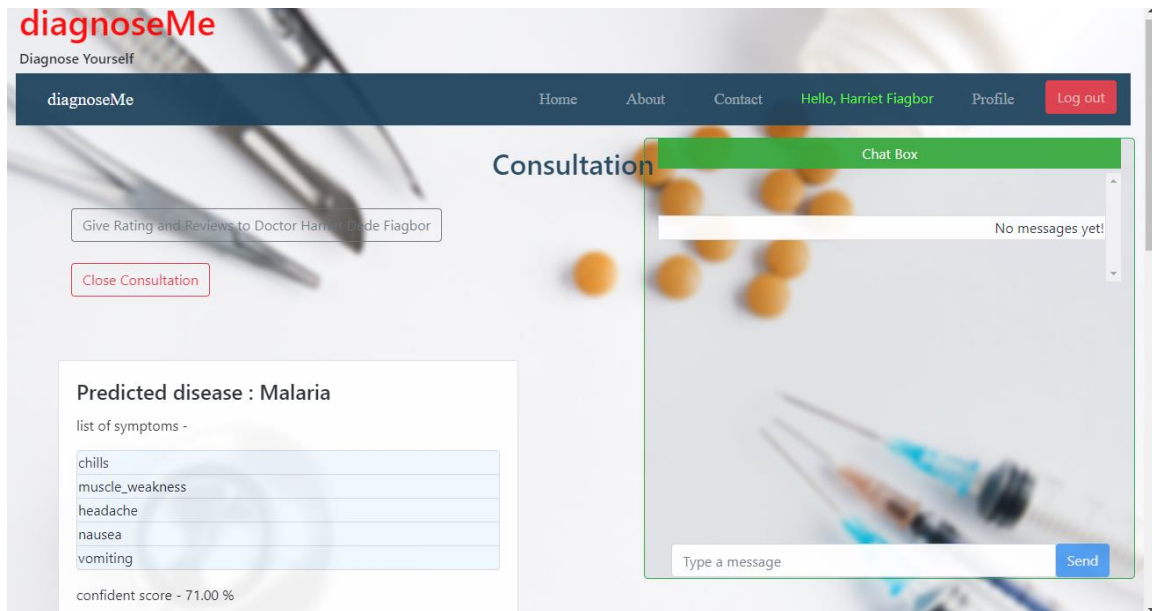 diagnoseMe
Diagnose Yourself
diagnoseMe Home About Contact Hello, Harriet Fiagbor Profile Log out
Consultation
Chat Box
Give Rating and Reviews to Doctor Harriet Dede Fiagbor
No messages yet!
Close Consultation
Predicted disease : Malaria
list of symptoms -
chills
muscle_weakness
headache
nausea
vomiting
confident score - 71.00 %
Type a message Send